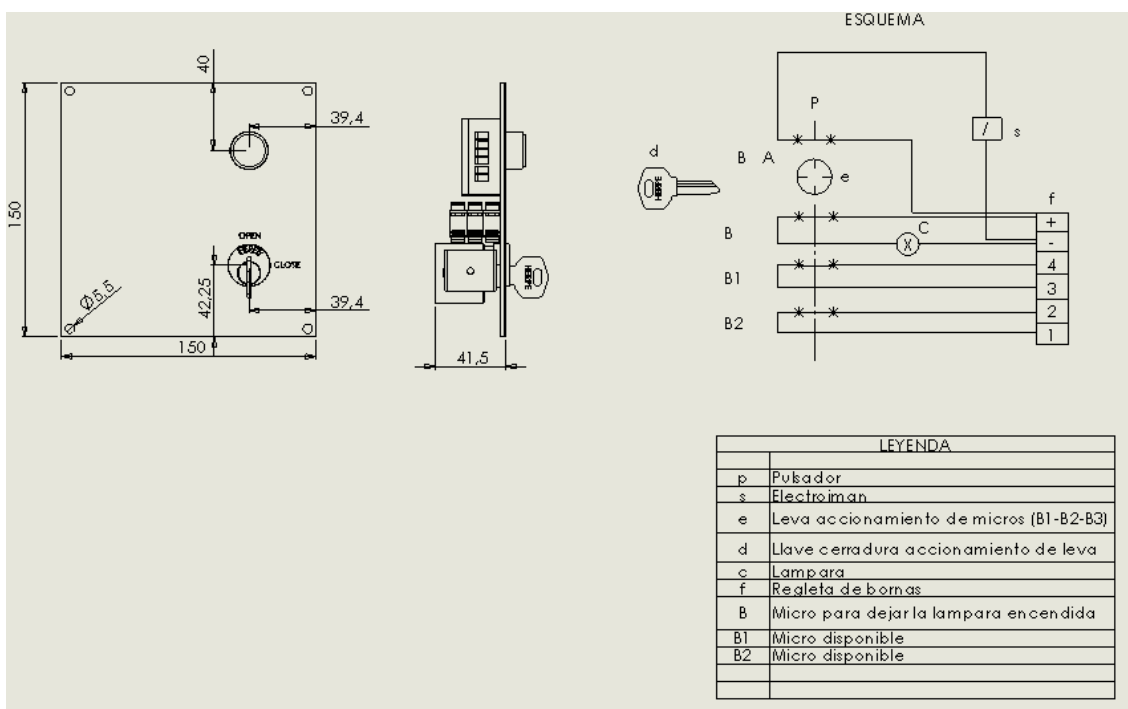 ESQUEMA
40
39,4
150
OPEN
CLOSE
42,25
39,4
Ø5,5
150
41,5
HERPE
d
HERPE
P
s
B A
e
f
B
C
X
+
-
B1
4
3
B2
2
1
LEYENDA
p Pulsador
s Electroiman
e Leva accionamiento de micros (B1-B2-B3)
d Llave cerradura accionamiento de leva
c Lampara
f Regleta de bornas
B Micro para dejar la lampara encendida
B1 Micro disponible
B2 Micro disponible